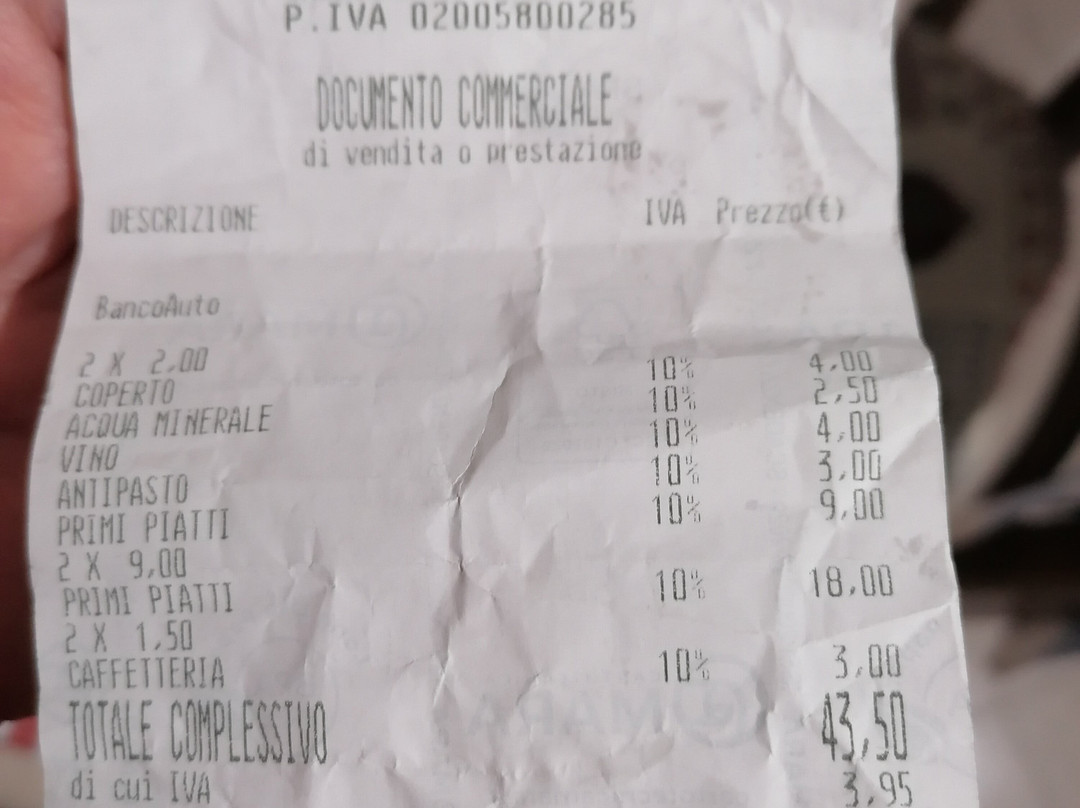 P.IVA 02005800285
DOCUMENTO COMMERCIALE
di vendita o prestazione
DESCRIZIONE IVA Prezzo(€)
BancoAuto
2 X 2,00
COPERTO 10% 4,00
ACQUA MINERALE 10% 2,50
VINO 10% 4,00
ANTIPASTO 10% 3,00
PRIMI PIATTI 10% 9,00
2 X 9,00
PRIMI PIATTI 10% 18,00
2 X 1,50
CAFFETTERIA 10% 3,00
TOTALE COMPLESSIVO 43,50
di cui IVA 3,95